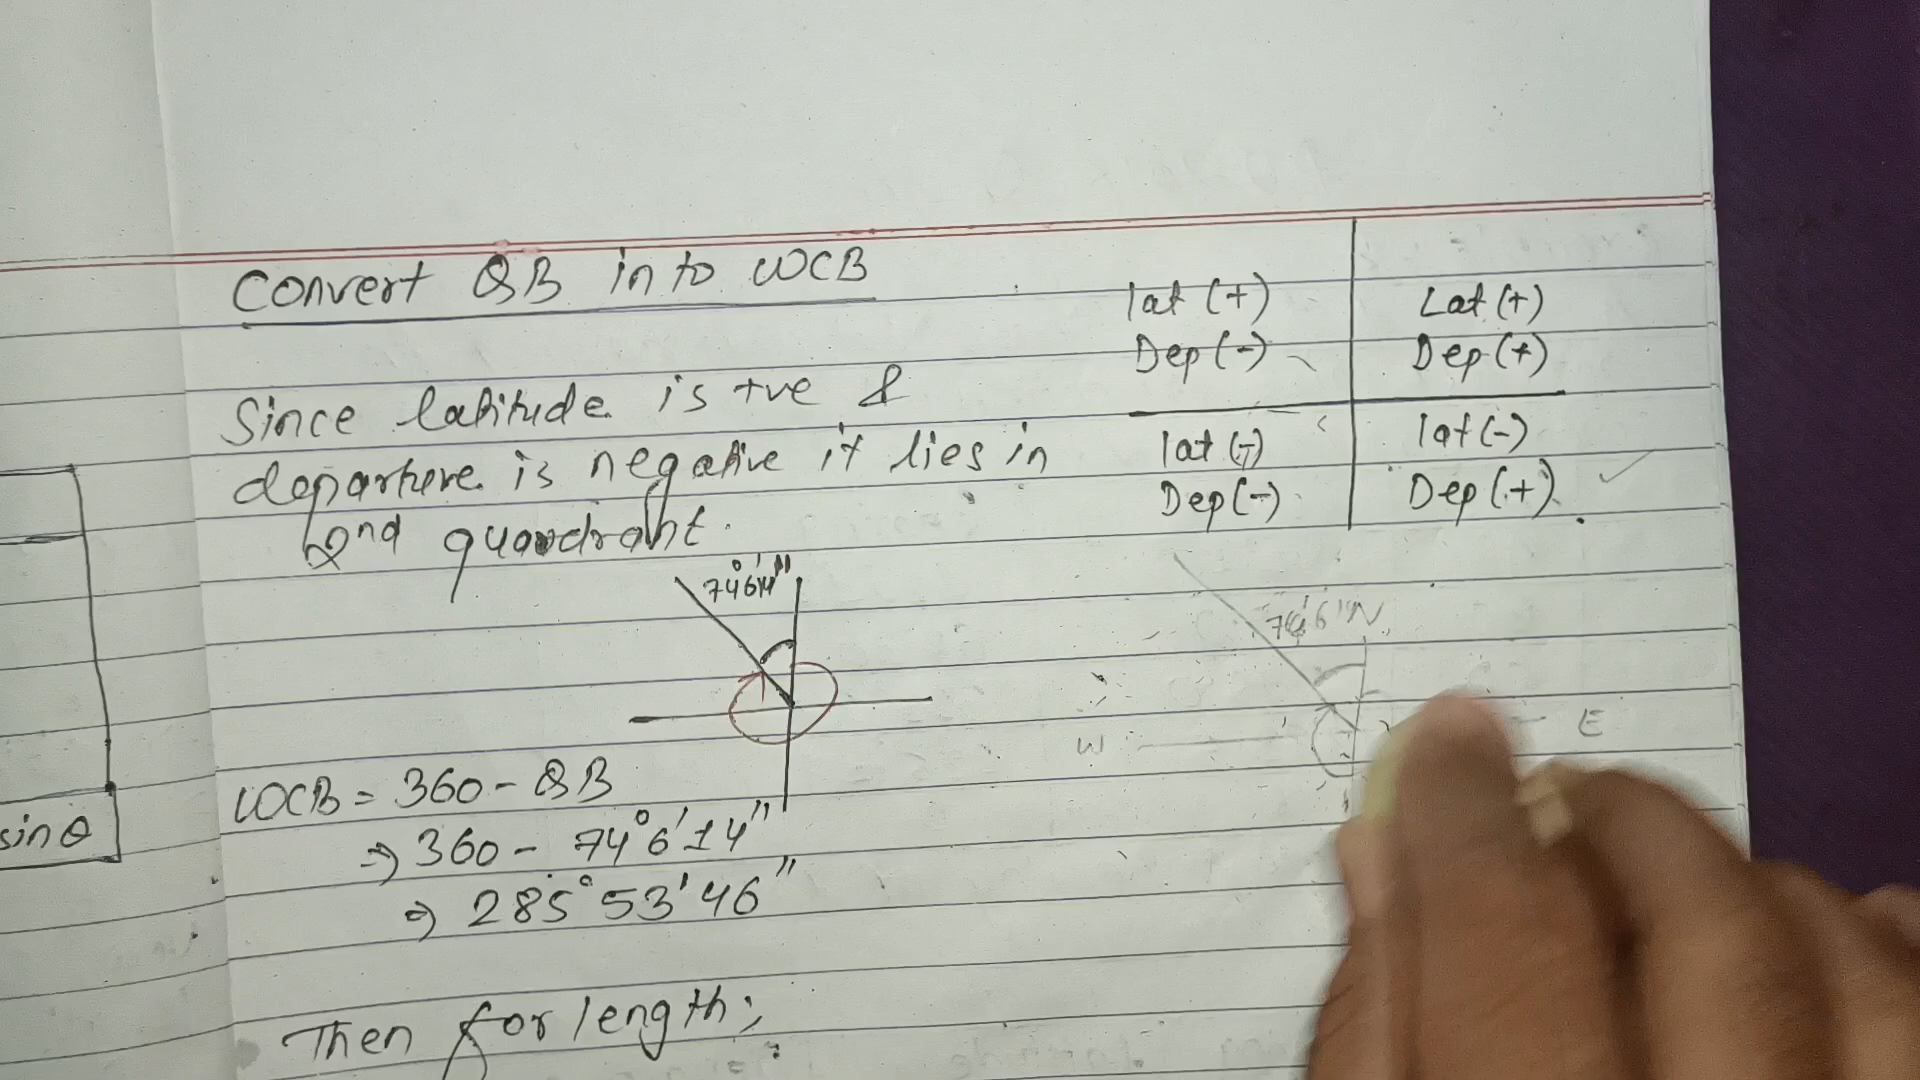 Convert QB in to WCB
lat (+)
Dep (-)
Lat (+)
Dep (+)
lat (-)
Dep (-)
lat (-)
Dep (+)
Since latitude is +ve &
departure is negative it lies in
2nd quadrant.
74°6'14"
N
W
E
WCB = 360 - QB
⇒ 360 - 74°6'14"
⇒ 285°53'46"
Then for length;
sin θ